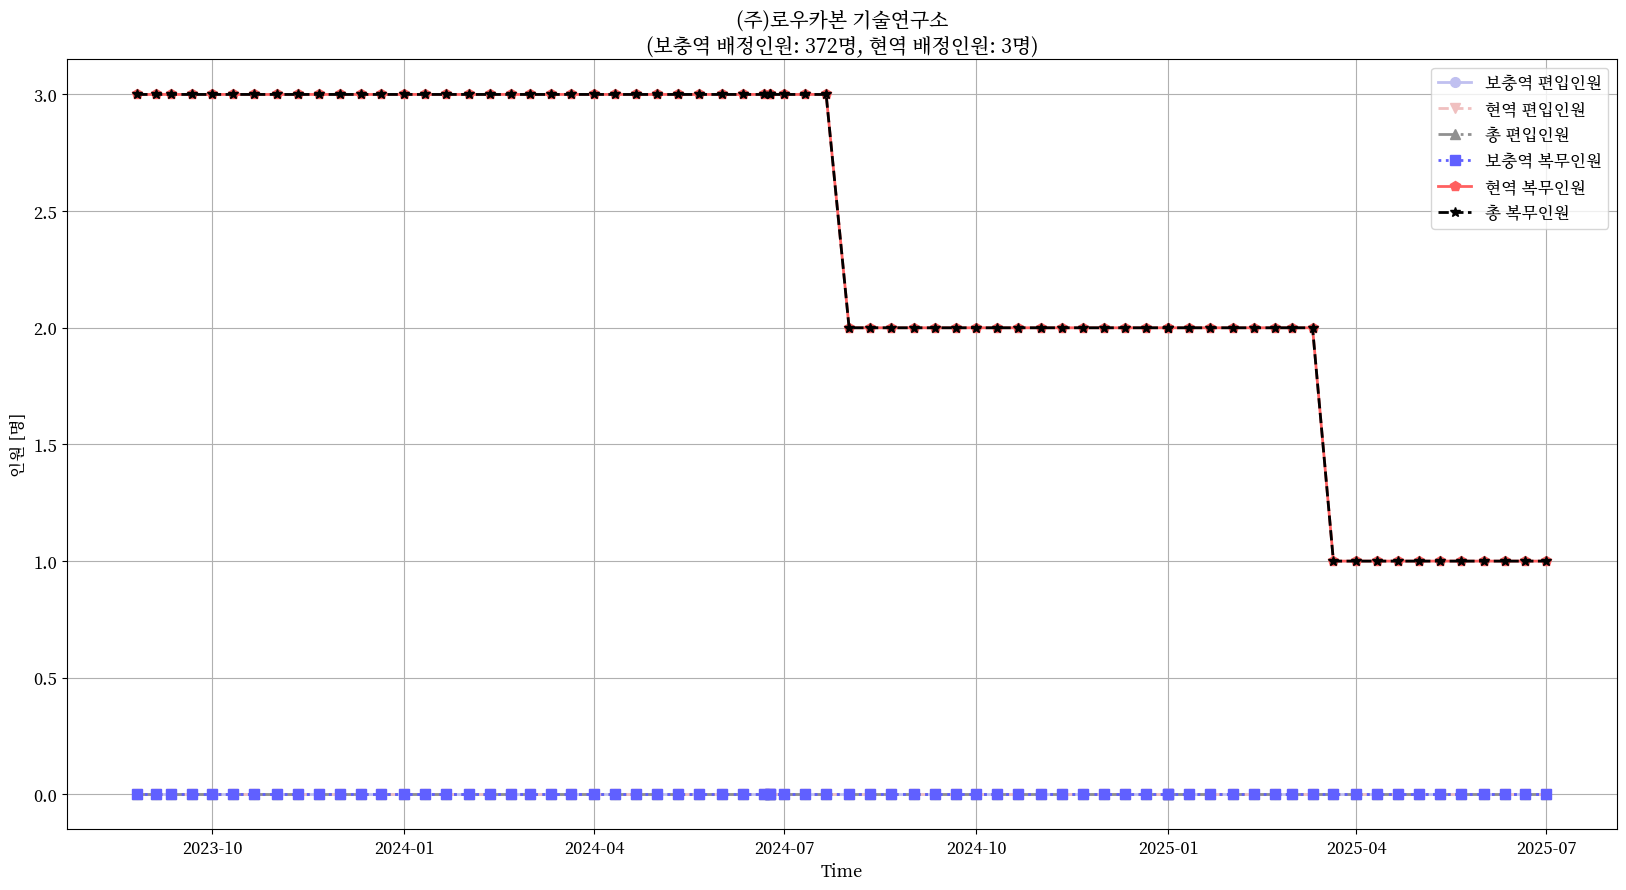 (주)로우카본 기술연구소
(보충역 배정인원: 372명, 현역 배정인원: 3명)
보충역 편입인원
현역 편입인원
총 편입인원
보충역 복무인원
현역 복무인원
총 복무인원
인원 [명]
3.0
2.5
2.0
1.5
1.0
0.5
0.0
2023-10 2024-01 2024-04 2024-07 2024-10 2025-01 2025-04 2025-07
Time